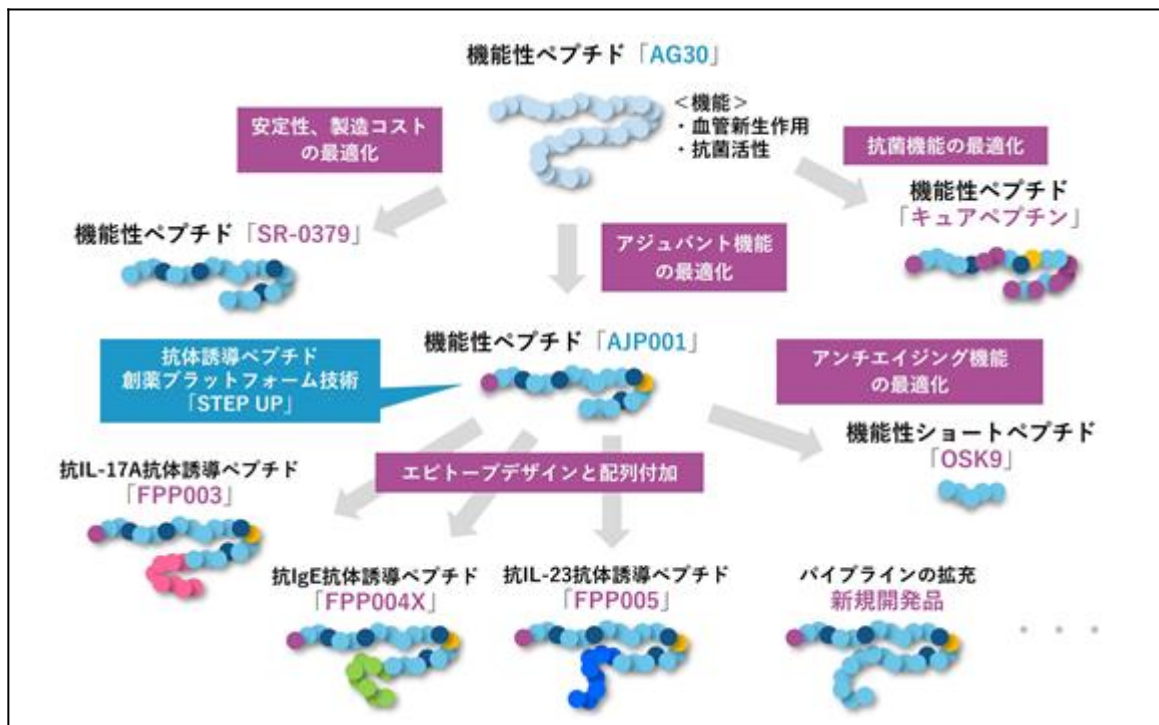 機能性ペプチド「AG30」
＜機能＞
・血管新生作用
・抗菌活性
安定性、製造コスト
の最適化
抗菌機能の最適化
機能性ペプチド「SR-0379」
アジュバント機能
の最適化
機能性ペプチド
「キュアペプチン」
抗体誘導ペプチド
創薬プラットフォーム技術
「STEP UP」
機能性ペプチド「AJP001」
アンチエイジング機能
の最適化
機能性ショートペプチド
「OSK9」
エピトープデザインと配列付加
抗IL-17A抗体誘導ペプチド
「FPP003」
抗IgE抗体誘導ペプチド
「FPP004X」
抗IL-23抗体誘導ペプチド
「FPP005」
パイプラインの拡充
新規開発品
・・・